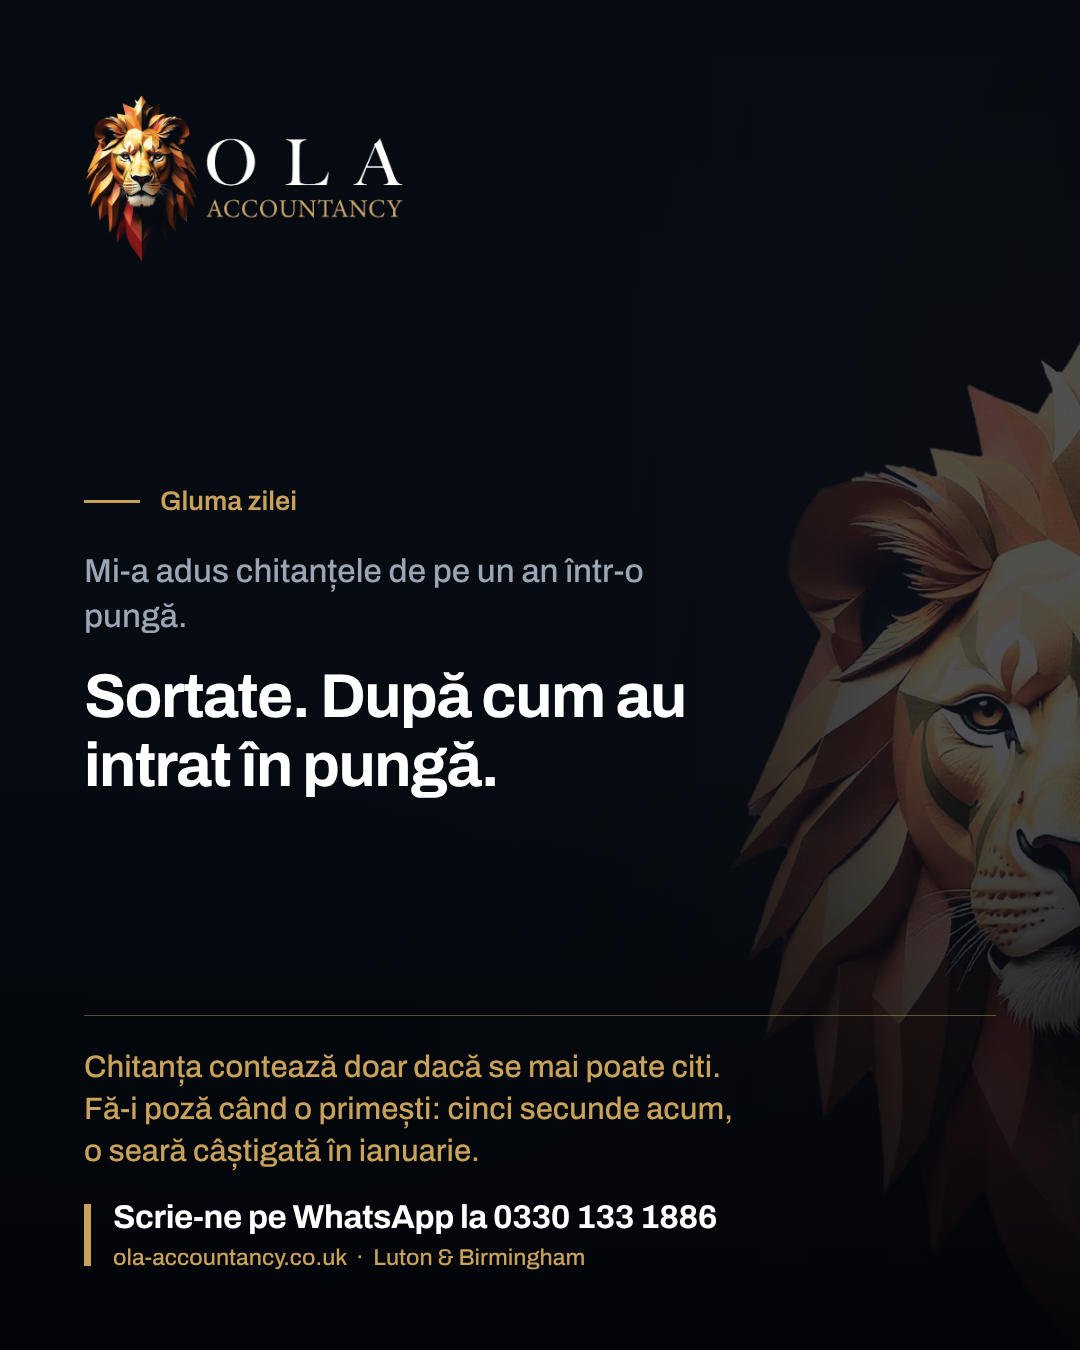 OLA
ACCOUNTANCY
Gluma zilei
Mi-a adus chitanțele de pe un an într-o
pungă.
Sortate. După cum au
intrat în pungă.
Chitanța contează doar dacă se mai poate citi.
Fă-i poză când o primești: cinci secunde acum,
o seară câștigată în ianuarie.
Scrie-ne pe WhatsApp la 0330 133 1886
ola-accountancy.co.uk · Luton & Birmingham